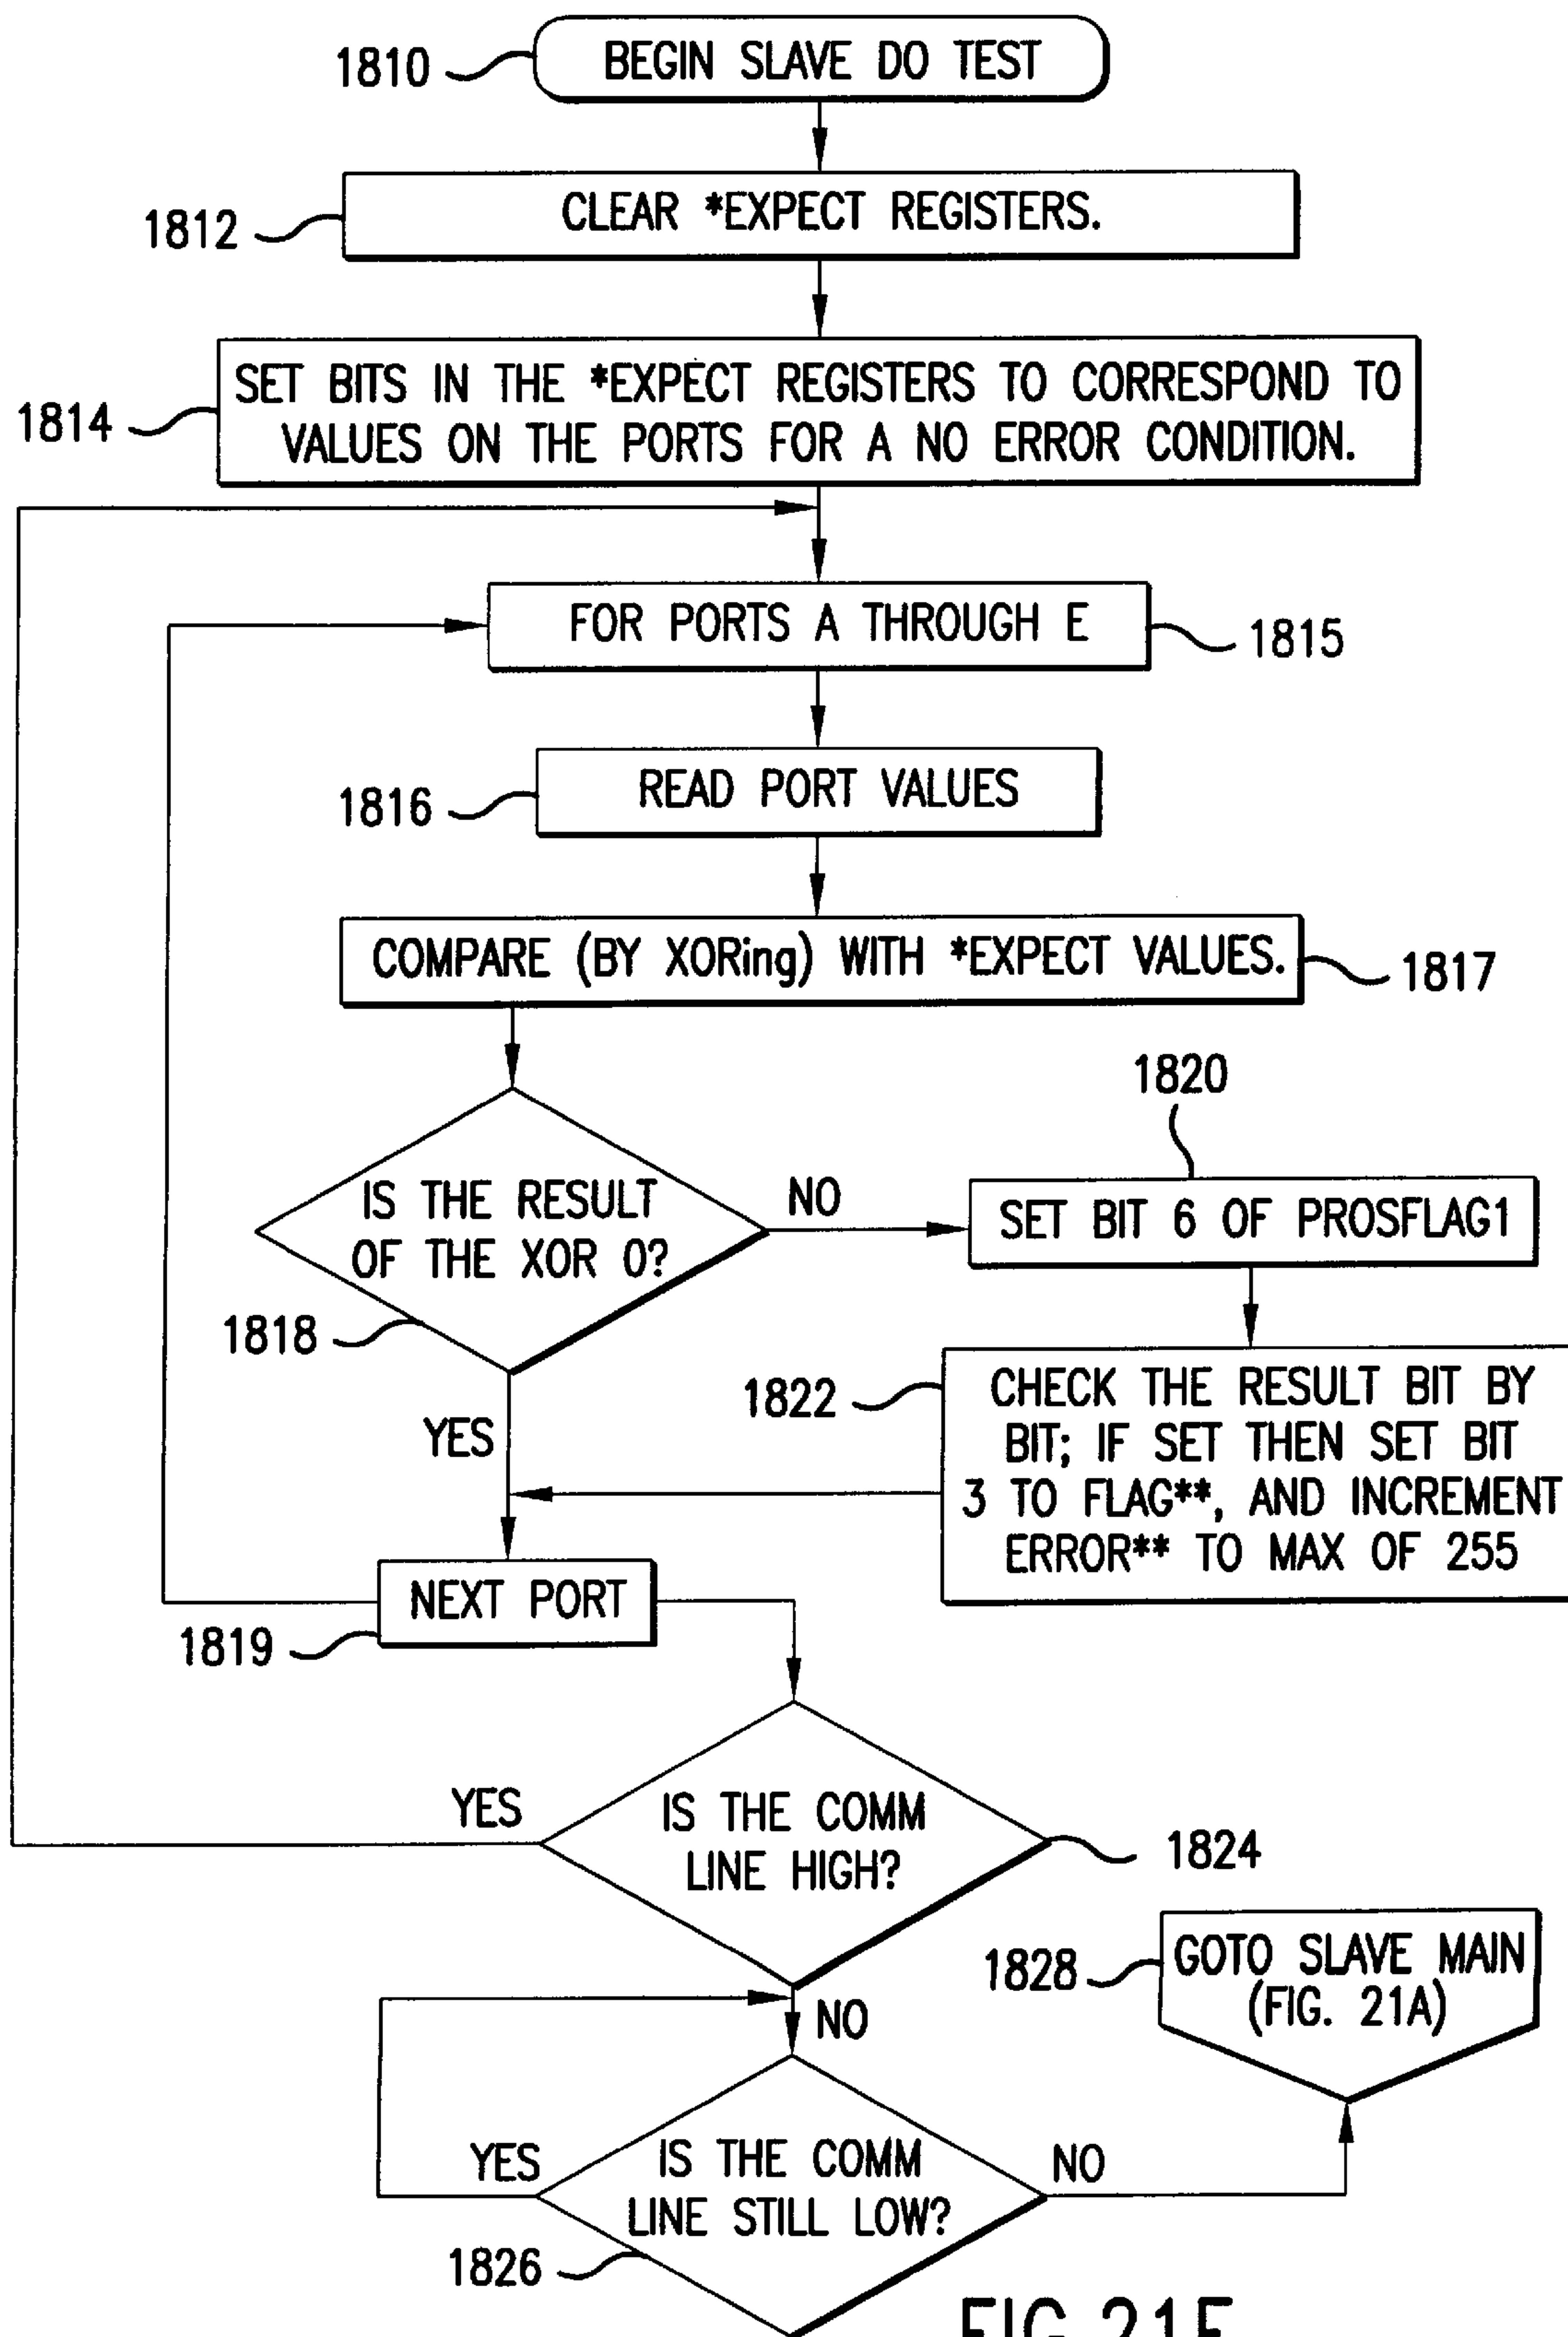 1810
BEGIN SLAVE DO TEST
1812
CLEAR *EXPECT REGISTERS.
1814
SET BITS IN THE *EXPECT REGISTERS TO CORRESPOND TO
VALUES ON THE PORTS FOR A NO ERROR CONDITION.
FOR PORTS A THROUGH E
1815
1816
READ PORT VALUES
COMPARE (BY XORing) WITH *EXPECT VALUES.
1817
1818
IS THE RESULT
OF THE XOR 0?
NO
1820
SET BIT 6 OF PROSFLAG1
1822
CHECK THE RESULT BIT BY
BIT; IF SET THEN SET BIT
3 TO FLAG**, AND INCREMENT
ERROR** TO MAX OF 255
YES
NEXT PORT
1819
YES
IS THE COMM
LINE HIGH?
1824
NO
1828
GOTO SLAVE MAIN
(FIG. 21A)
YES
IS THE COMM
LINE STILL LOW?
NO
1826